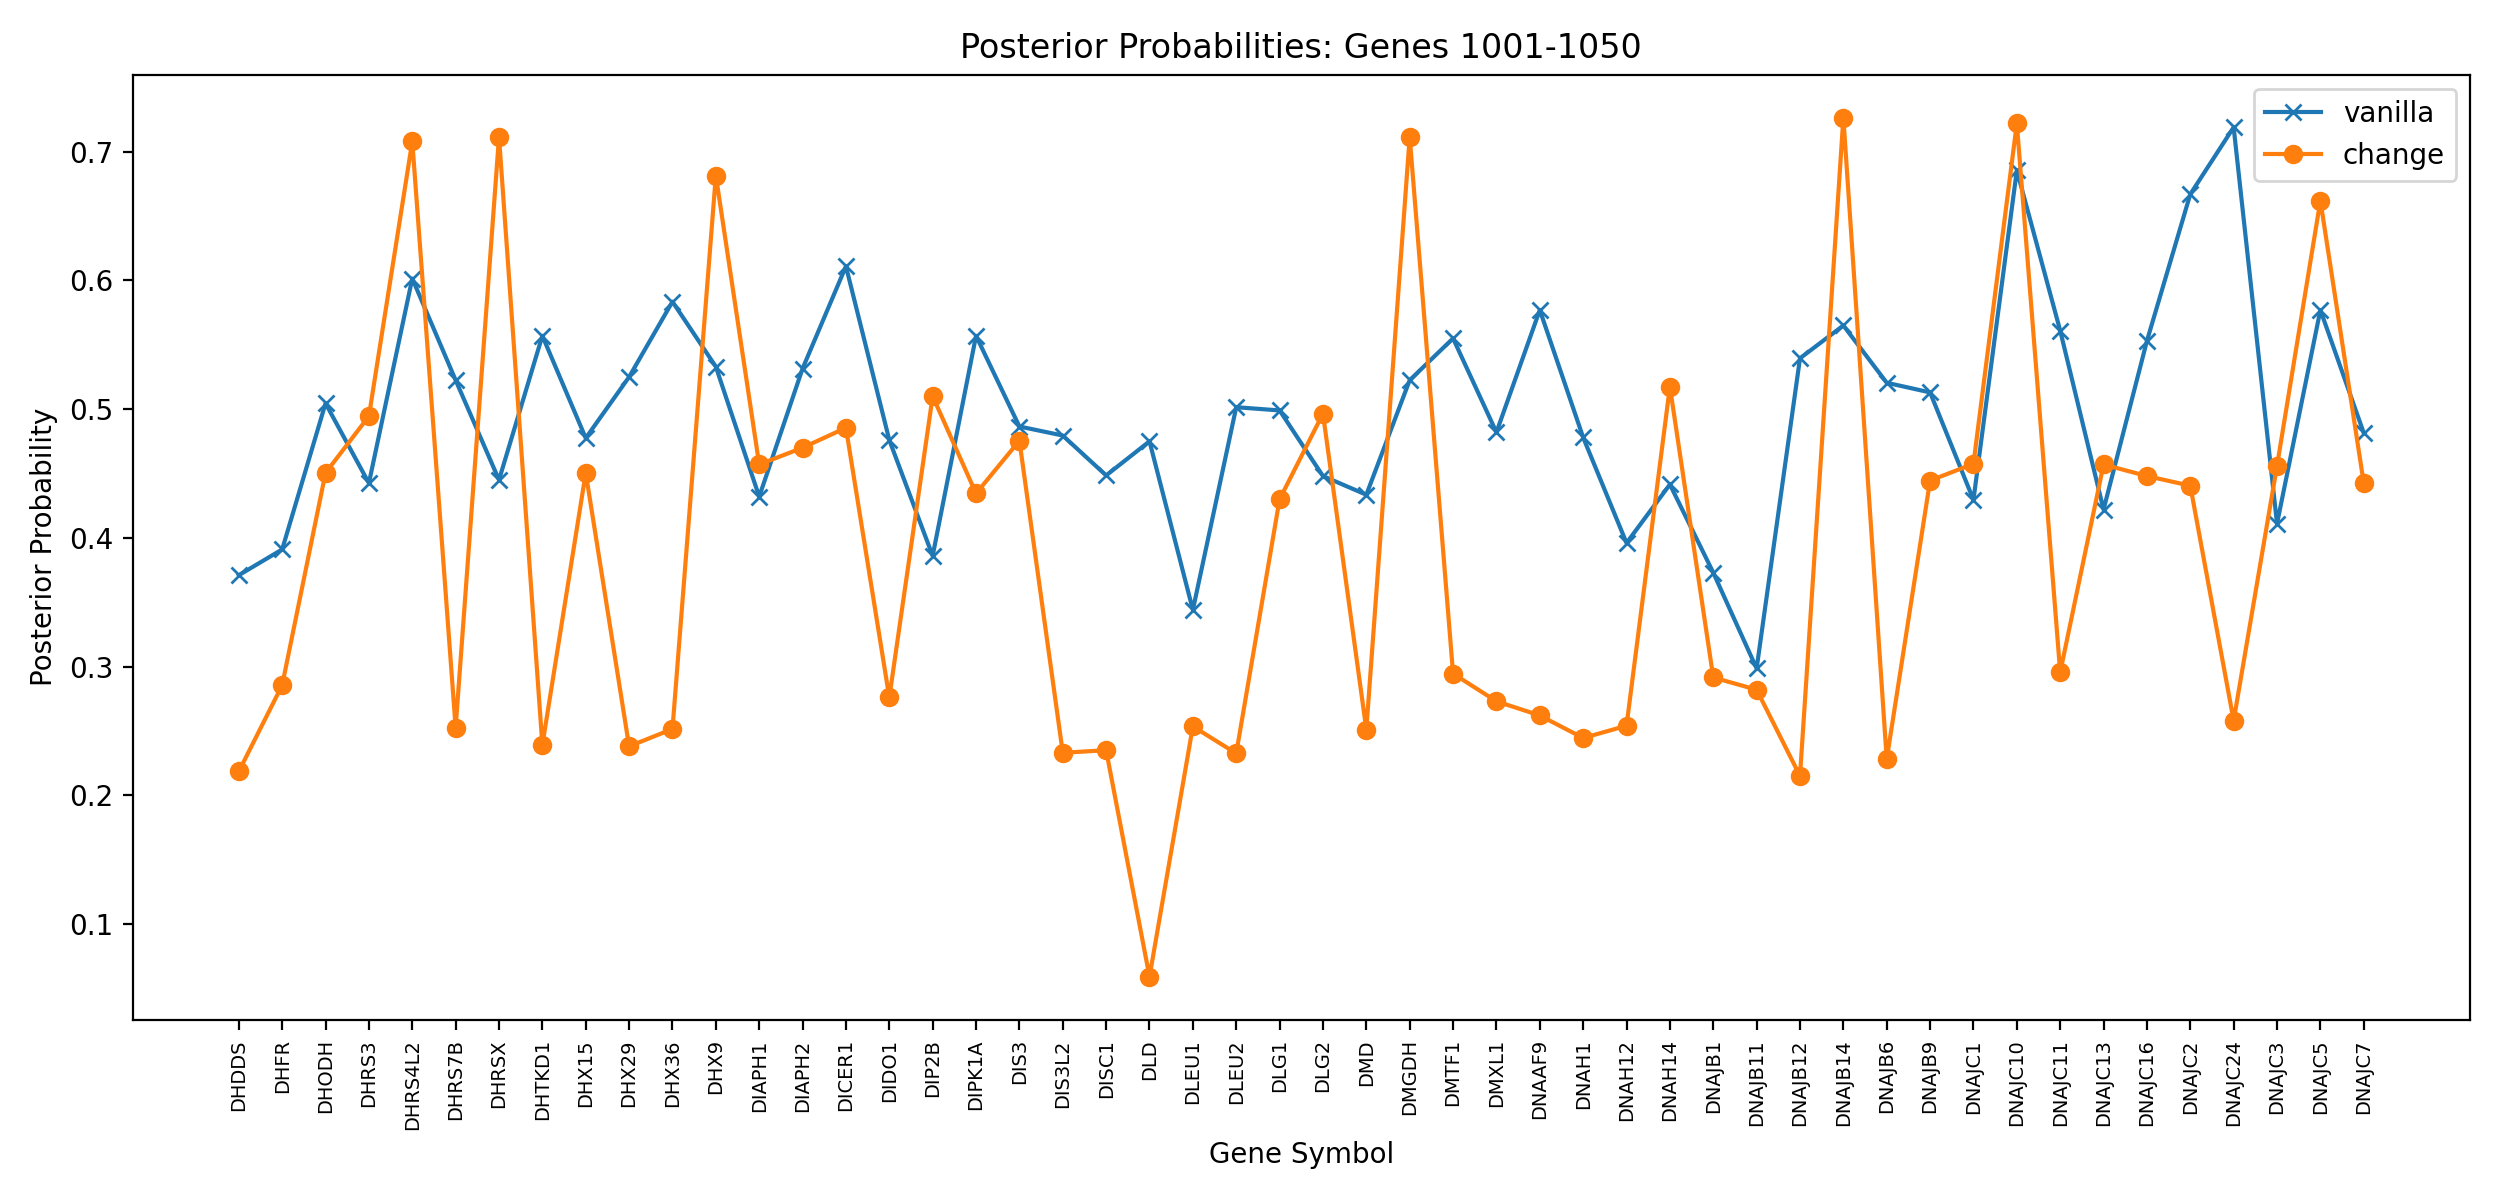 Posterior Probabilities: Genes 1001-1050
vanilla
change
Posterior Probability
0.7
0.6
0.5
0.4
0.3
0.2
0.1
DHDDS
DHFR
DHODH
DHRS3
DHRS4L2
DHRS7B
DHRSX
DHTKD1
DHX15
DHX29
DHX36
DHX9
DIAPH1
DIAPH2
DICER1
DIDO1
DIP2B
DIPK1A
DIS3
DIS3L2
DISC1
DLD
DLEU1
DLEU2
DLG1
DLG2
DMD
DMGDH
DMTF1
DMXL1
DNAAF9
DNAH1
DNAH12
DNAH14
DNAJB1
DNAJB11
DNAJB12
DNAJB14
DNAJB6
DNAJB9
DNAJC1
DNAJC10
DNAJC11
DNAJC13
DNAJC16
DNAJC2
DNAJC24
DNAJC3
DNAJC5
DNAJC7
Gene Symbol